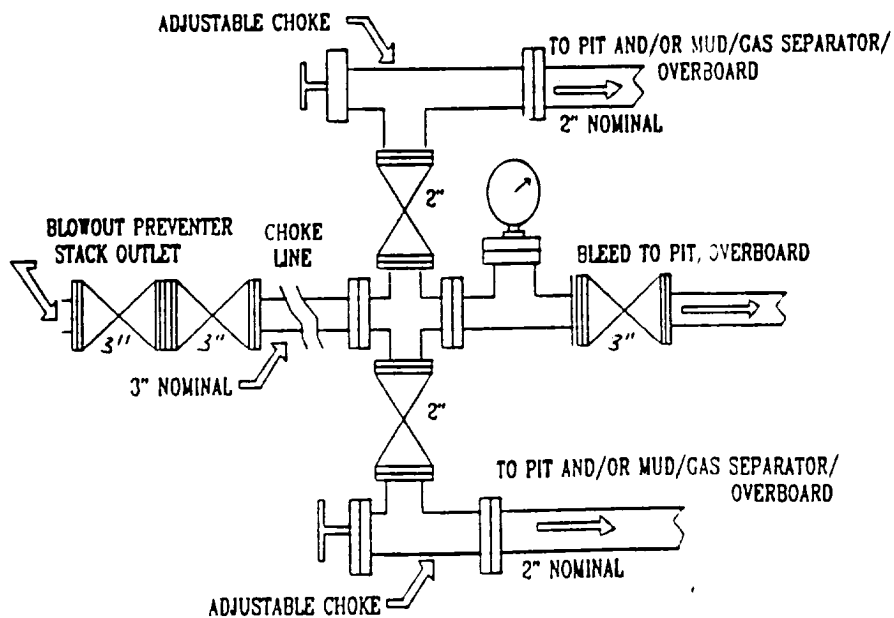 ADJUSTABLE CHOKE
TO PIT AND/OR MUD/GAS SEPARATOR/
OVERBOARD
2" NOMINAL
2"
BLOWOUT PREVENTER
STACK OUTLET
CHOKE
LINE
BLEED TO PIT, OVERBOARD
3"
3"
3"
3" NOMINAL
2"
TO PIT AND/OR MUD/GAS SEPARATOR/
OVERBOARD
2" NOMINAL
ADJUSTABLE CHOKE